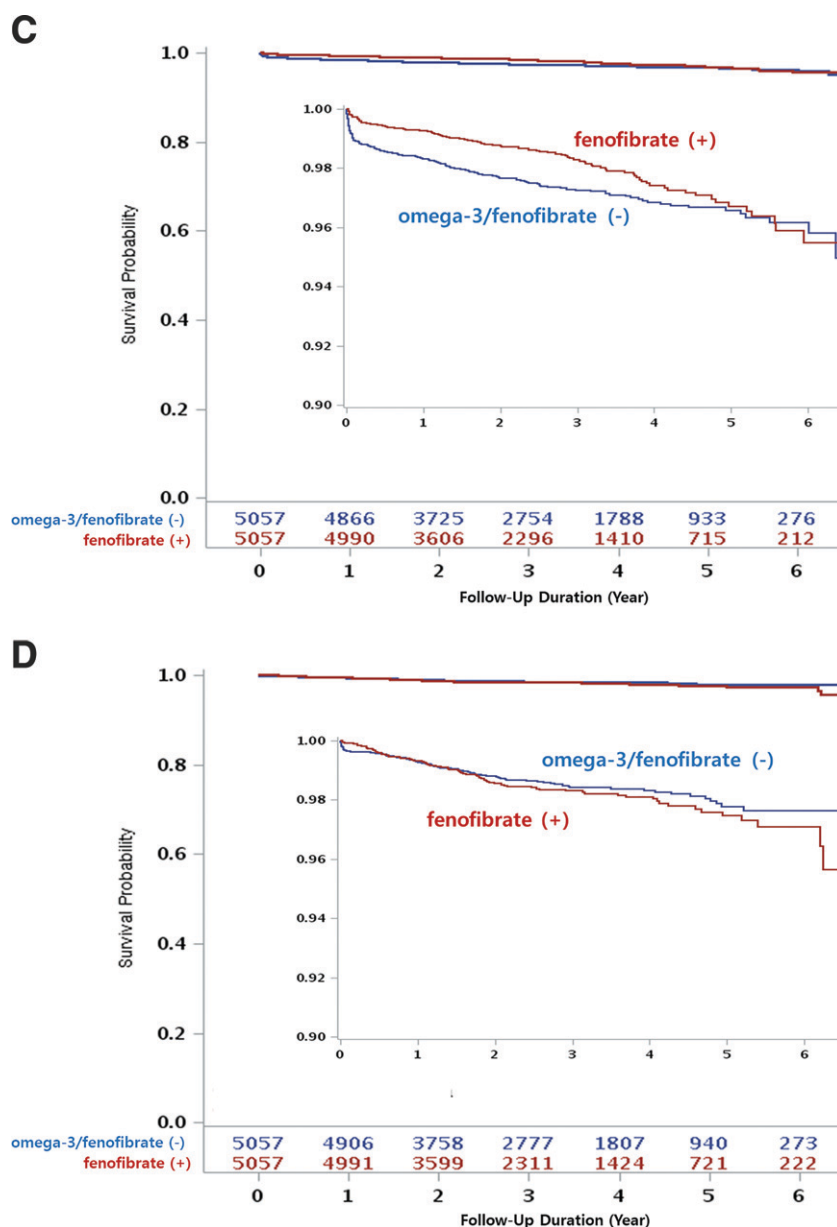 C
1.0
0.8
0.6
0.4
0.2
0.0
Survival Probability
1.00
0.98
0.96
0.94
0.92
0.90
fenofibrate (+)
omega-3/fenofibrate (-)
0 1 2 3 4 5 6
omega-3/fenofibrate (-) 5057 4866 3725 2754 1788 933 276
fenofibrate (+) 5057 4990 3606 2296 1410 715 212
0 1 2 3 4 5 6
Follow-Up Duration (Year)
D
1.0
0.8
0.6
0.4
0.2
0.0
Survival Probability
1.00
0.98
0.96
0.94
0.92
0.90
omega-3/fenofibrate (-)
fenofibrate (+)
0 1 2 3 4 5 6
omega-3/fenofibrate (-) 5057 4906 3758 2777 1807 940 273
fenofibrate (+) 5057 4991 3599 2311 1424 721 222
0 1 2 3 4 5 6
Follow-Up Duration (Year)